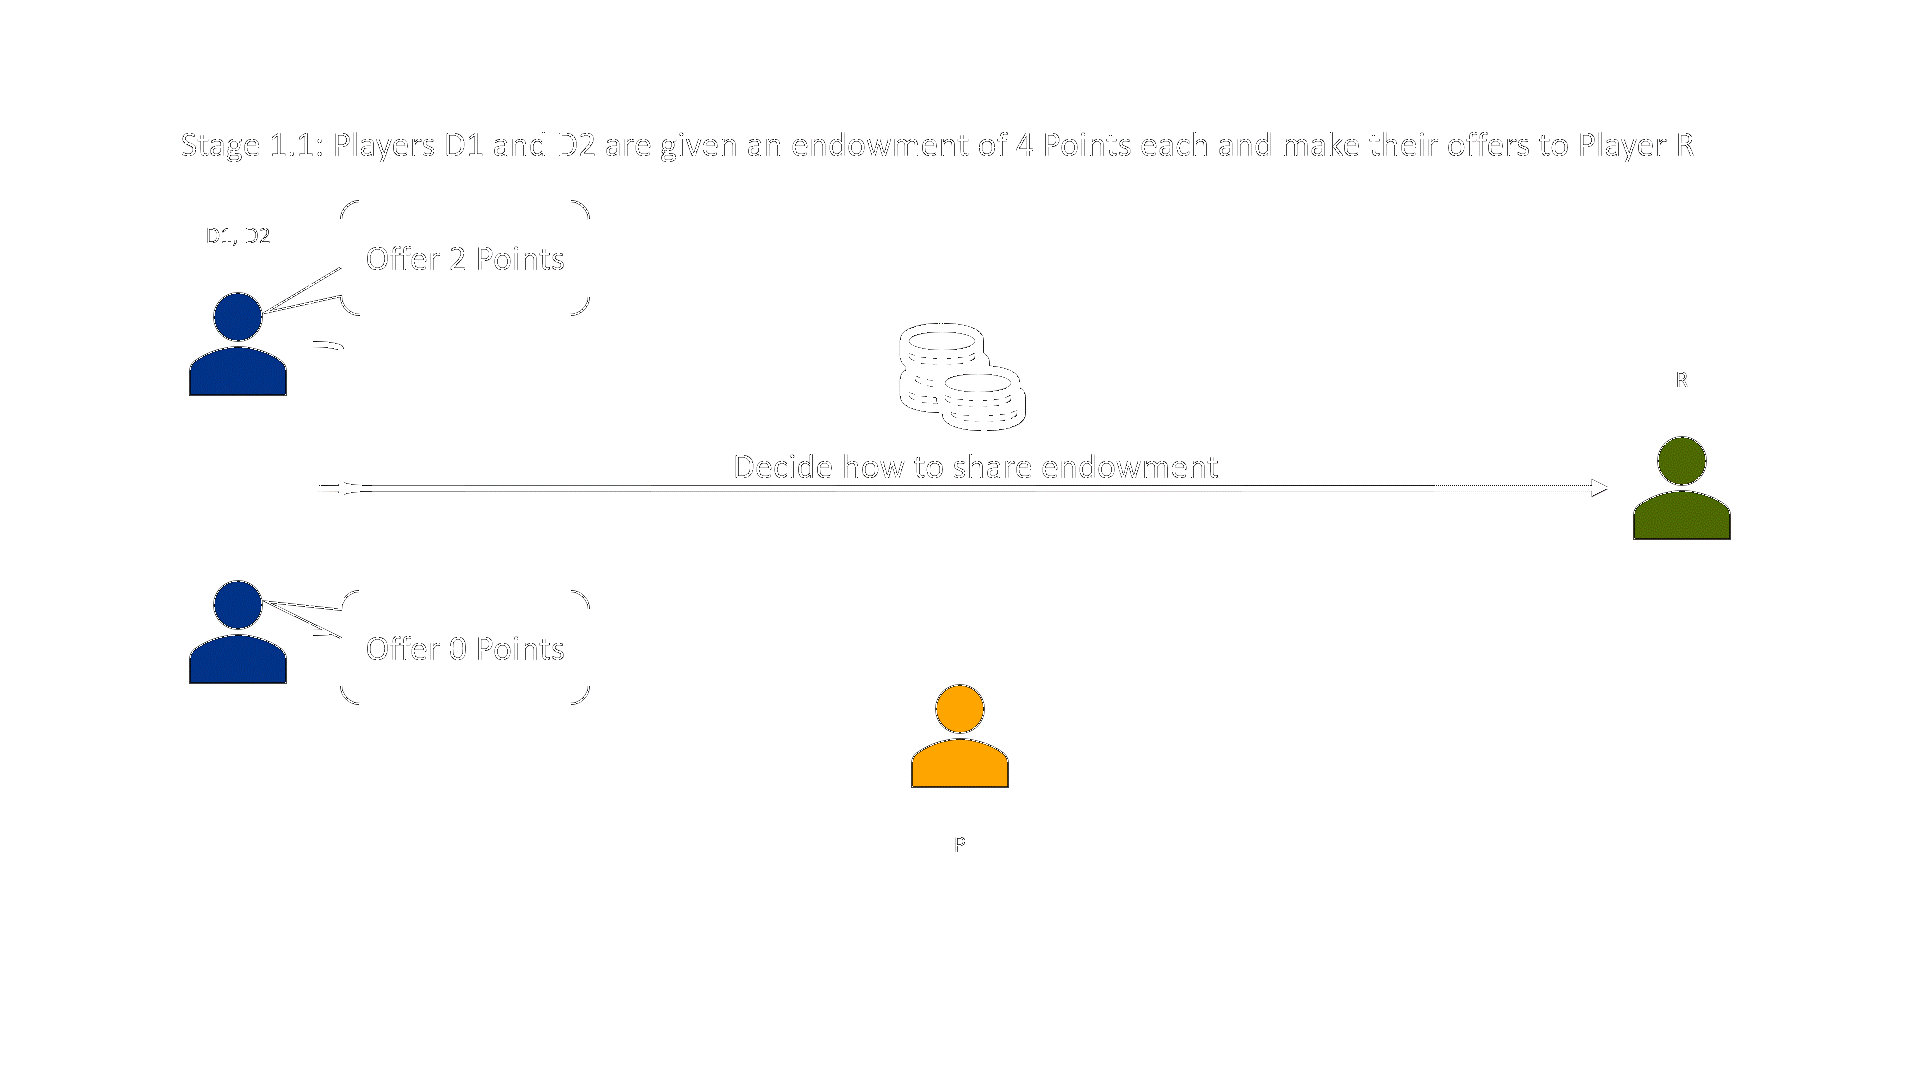 Stage 1.1: Players D1 and D2 are given an endowment of 4 Points each and make their offers to Player R
D1, D2
Offer 2 Points
R
Decide how to share endowment
Offer 0 Points
P